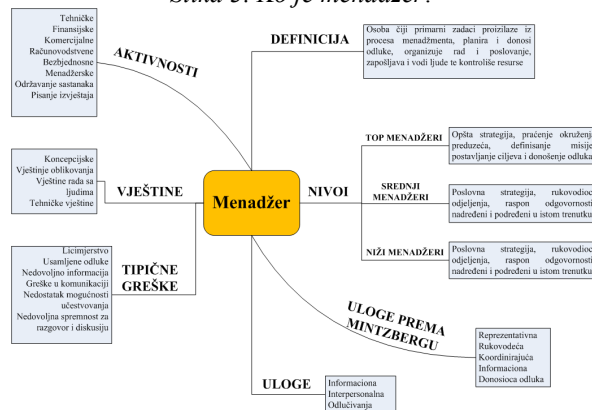 Slika 3: Ko je menadžer?
Tehničke
Finansijske
Komercijalne
Računovodstvene
Bezbjednosne
Menadžerske
Održavanje sastanaka
Pisanje izvještaja
AKTIVNOSTI
DEFINICIJA
Osoba čiji primarni zadaci proizilaze iz
procesa menadžmenta, planira i donosi
odluke, organizuje rad i poslovanje,
zapošljava i vodi ljude te kontroliše resurse
Koncepcijske
Vještinje oblikovanja
Vještine rada sa
ljudima
Tehničke vještine
VJEŠTINE
Menadžer
NIVOI
TOP MENADŽERI
Opšta strategija, praćenje okruženja
preduzeća, definisanje misije
postavljanje ciljeva i donošenje odluka
SREDNJI
MENADŽERI
Poslovna strategija, rukovodioc
odjeljenja, raspon odgovornosti
nadređeni i podređeni u istom trenutku
NIŽI MENADŽERI
Poslovna strategija, rukovodioc
odjeljenja, raspon odgovornosti
nadređeni i podređeni u istom trenutku
Licimjerstvo
Usamljene odluke
Nedovoljno informacija
Greške u komunikaciji
Nedostatak mogućnosti
učestvovanja
Nedovoljna spremnost za
razgovor i diskusiju
TIPIČNE
GREŠKE
ULOGE PREMA
MINTZBERGU
Reprezentativna
Rukovodeća
Koordinirajuća
Informaciona
Donosioca odluka
ULOGE
Informaciona
Interpersonalna
Odlučivanja